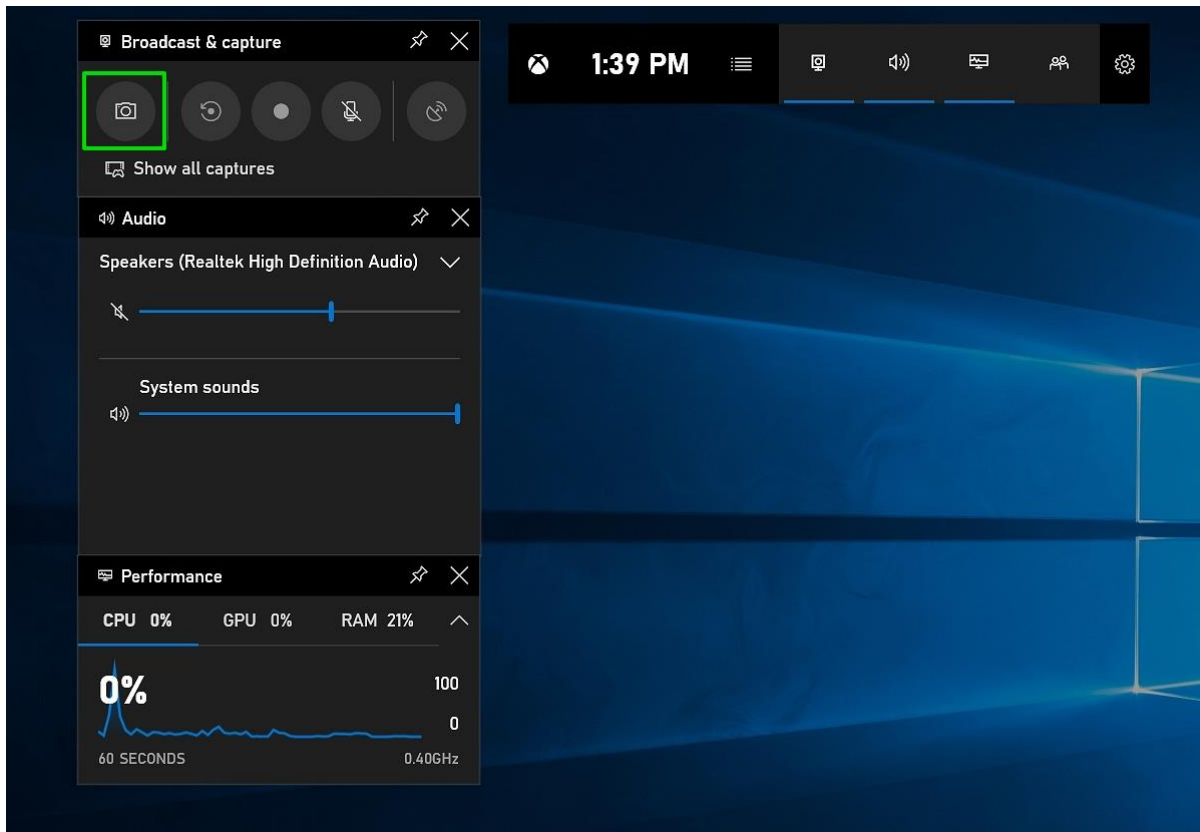 Broadcast & capture
1:39 PM
Show all captures
Audio
Speakers (Realtek High Definition Audio)
System sounds
Performance
CPU 0% GPU 0% RAM 21%
0%
100
0
60 SECONDS 0.40GHz